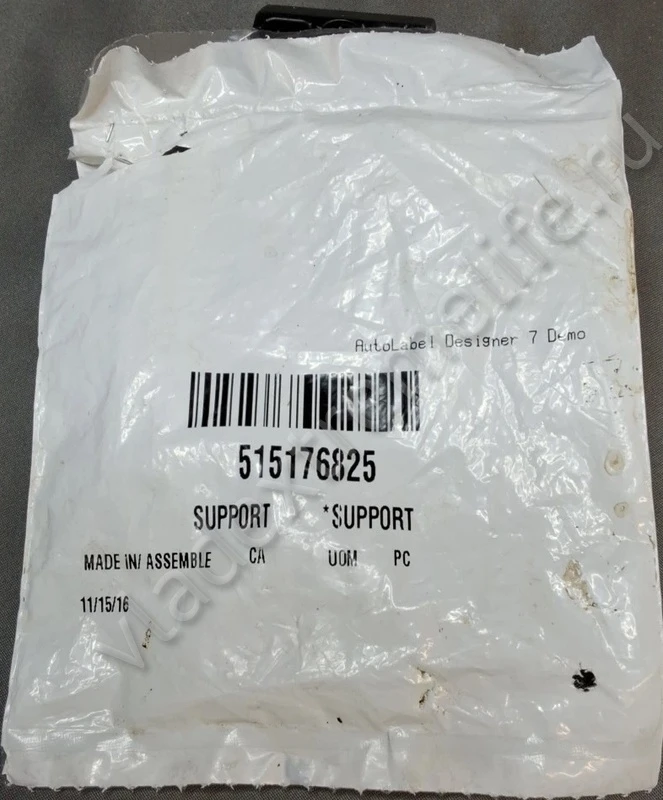 AutoLabel Designer 7 Demo
515176825
SUPPORT *SUPPORT
MADE IN/ ASSEMBLE CA UOM PC
11/15/16